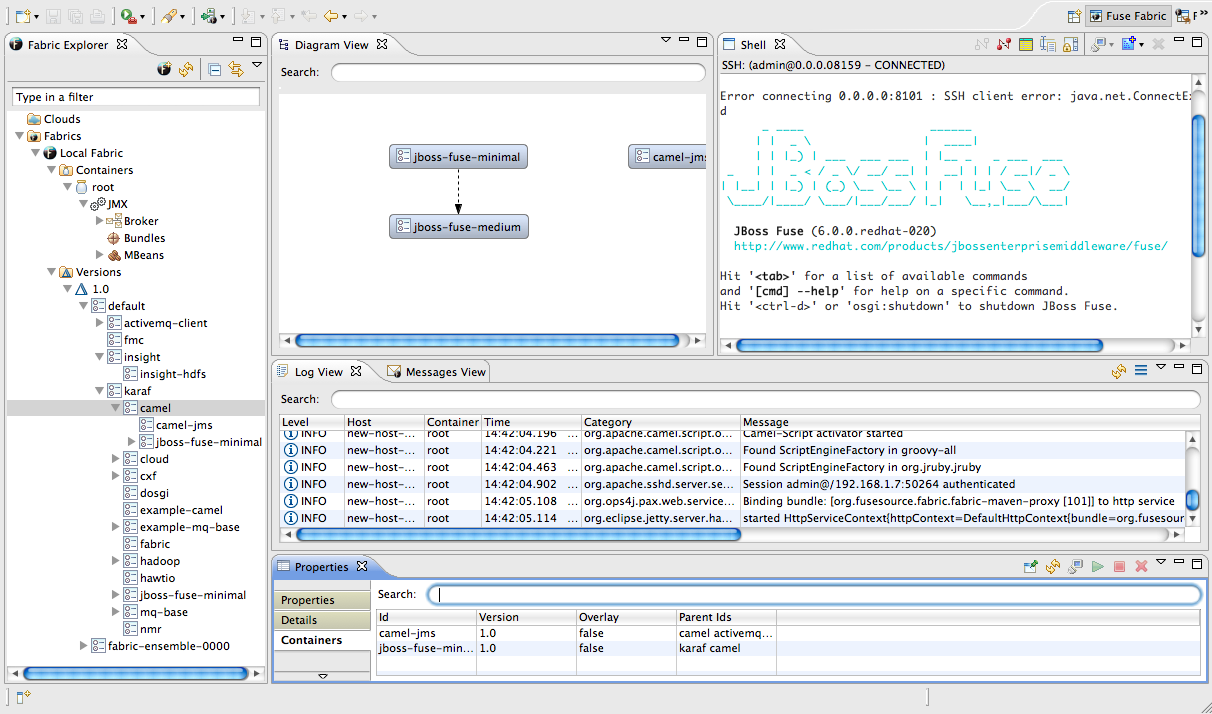 Fuse Fabric
F
Fabric Explorer
Type in a filter
Clouds
Fabrics
Local Fabric
Containers
root
JMX
Broker
Bundles
MBeans
Versions
1.0
default
activemq-client
fmc
insight
insight-hdfs
karaf
camel
camel-jms
jboss-fuse-minimal
cloud
cxf
dosgi
example-camel
example-mq-base
fabric
hadoop
hawtio
jboss-fuse-minimal
mq-base
nmr
fabric-ensemble-0000
Diagram View
Search:
jboss-fuse-minimal
camel-jms
jboss-fuse-medium
Shell
SSH: (admin@0.0.0.08159 – CONNECTED)
Error connecting 0.0.0.0:8101 : SSH client error: java.net.ConnectEx
d
JBoss Fuse
JBoss Fuse (6.0.0.redhat-020)
http://www.redhat.com/products/jbossenterprisemiddleware/fuse/
Hit '<tab>' for a list of available commands
and '[cmd] --help' for help on a specific command.
Hit '<ctrl-d>' or 'osgi:shutdown' to shutdown JBoss Fuse.
Log View Messages View
Search:
Level Host Container Time Category Message
INFO new-host-... root 14:42:04.196 ... org.apache.camel.script.o... Camel-Script activator started
INFO new-host-... root 14:42:04.221 ... org.apache.camel.script.o... Found ScriptEngineFactory in groovy-all
INFO new-host-... root 14:42:04.463 ... org.apache.camel.script.o... Found ScriptEngineFactory in org.jruby.jruby
INFO new-host-... root 14:42:04.902 ... org.apache.sshd.server.se... Session admin@/192.168.1.7:50264 authenticated
INFO new-host-... root 14:42:05.108 ... org.ops4j.pax.web.service... Binding bundle: [org.fusesource.fabric.fabric-maven-proxy [101]] to http service
INFO new-host-... root 14:42:05.114 ... org.eclipse.jetty.server.ha... started HttpServiceContext{httpContext=DefaultHttpContext{bundle=org.fusesour
Properties
Properties
Details
Containers
Search:
Id Version Overlay Parent Ids
camel-jms 1.0 false camel activemq...
jboss-fuse-min... 1.0 false karaf camel